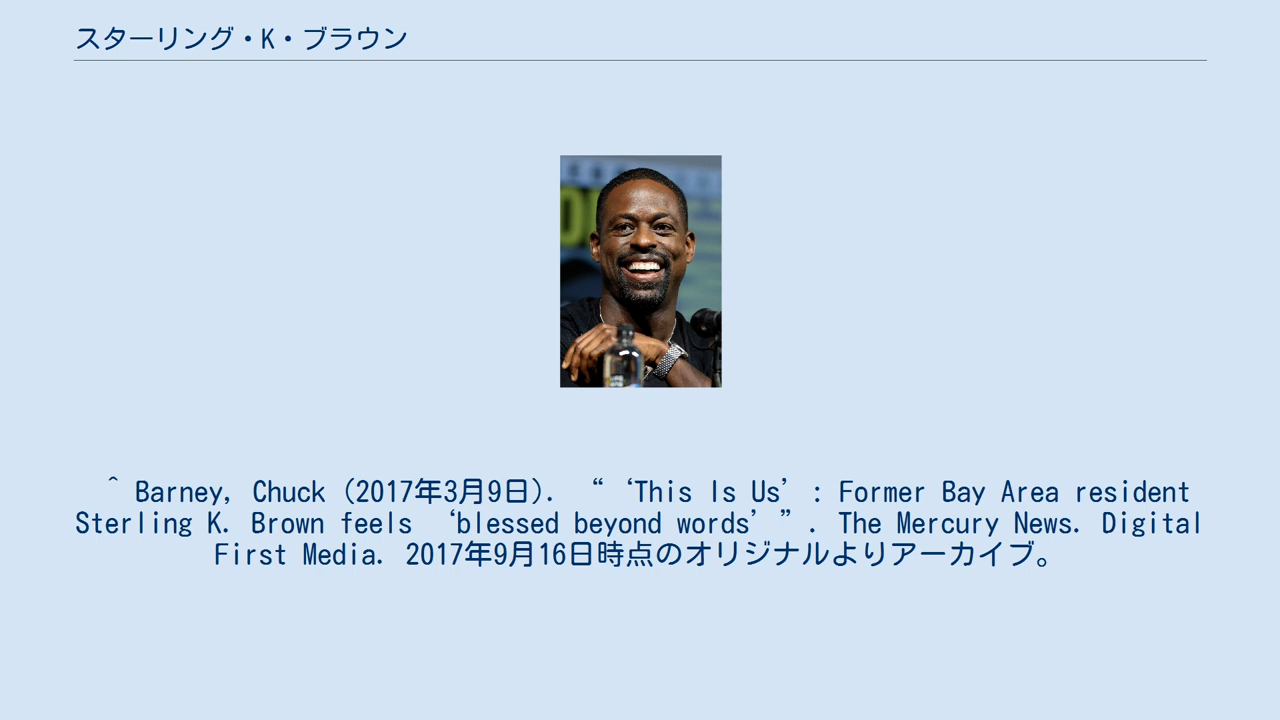 スターリング・K・ブラウン
^ Barney, Chuck (2017年3月9日). “‘This Is Us’: Former Bay Area resident
Sterling K. Brown feels ‘blessed beyond words’”. The Mercury News. Digital
First Media. 2017年9月16日時点のオリジナルよりアーカイブ。